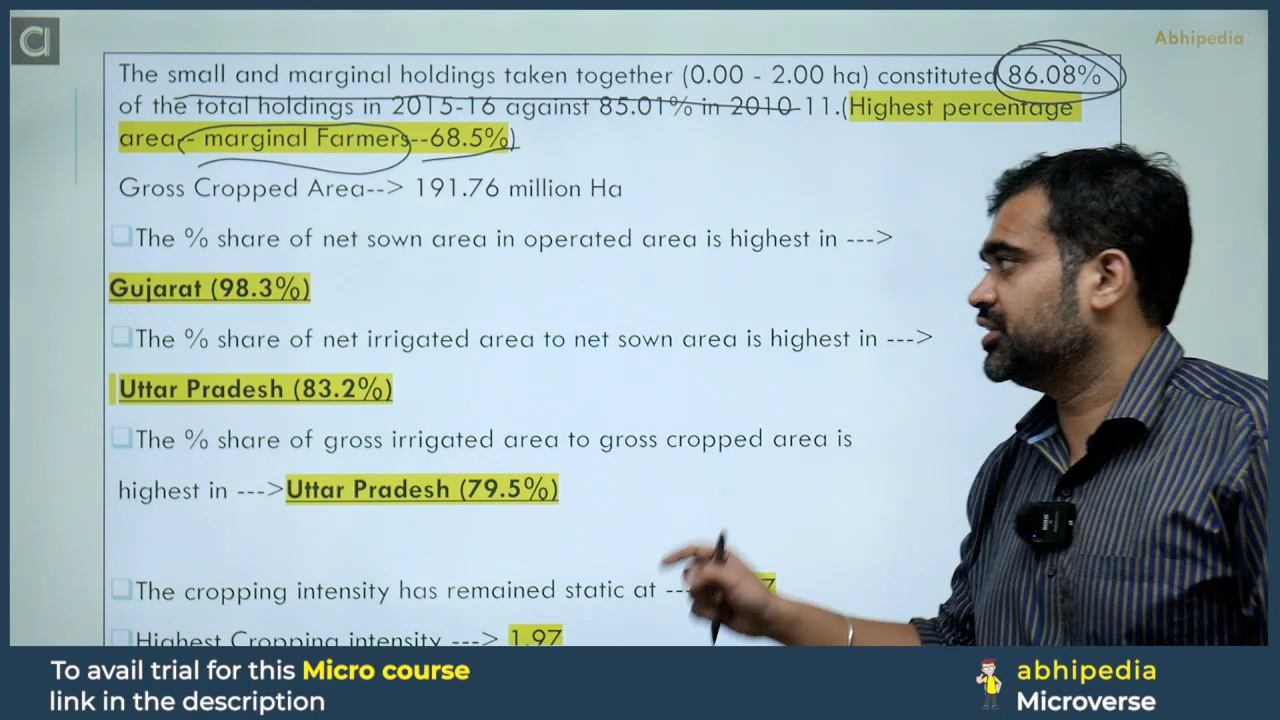 Abhipedia
The small and marginal holdings taken together (0.00 - 2.00 ha) constituted 86.08%
of the total holdings in 2015-16 against 85.01% in 2010-11.(Highest percentage
area - marginal Farmers--68.5%)
Gross Cropped Area--> 191.76 million Ha
The % share of net sown area in operated area is highest in --->
Gujarat (98.3%)
The % share of net irrigated area to net sown area is highest in --->
Uttar Pradesh (83.2%)
The % share of gross irrigated area to gross cropped area is
highest in --->Uttar Pradesh (79.5%)
The cropping intensity has remained static at --
Highest Cropping intensity ---> 1.97
To avail trial for this Micro course
link in the description
abhipedia
Microverse